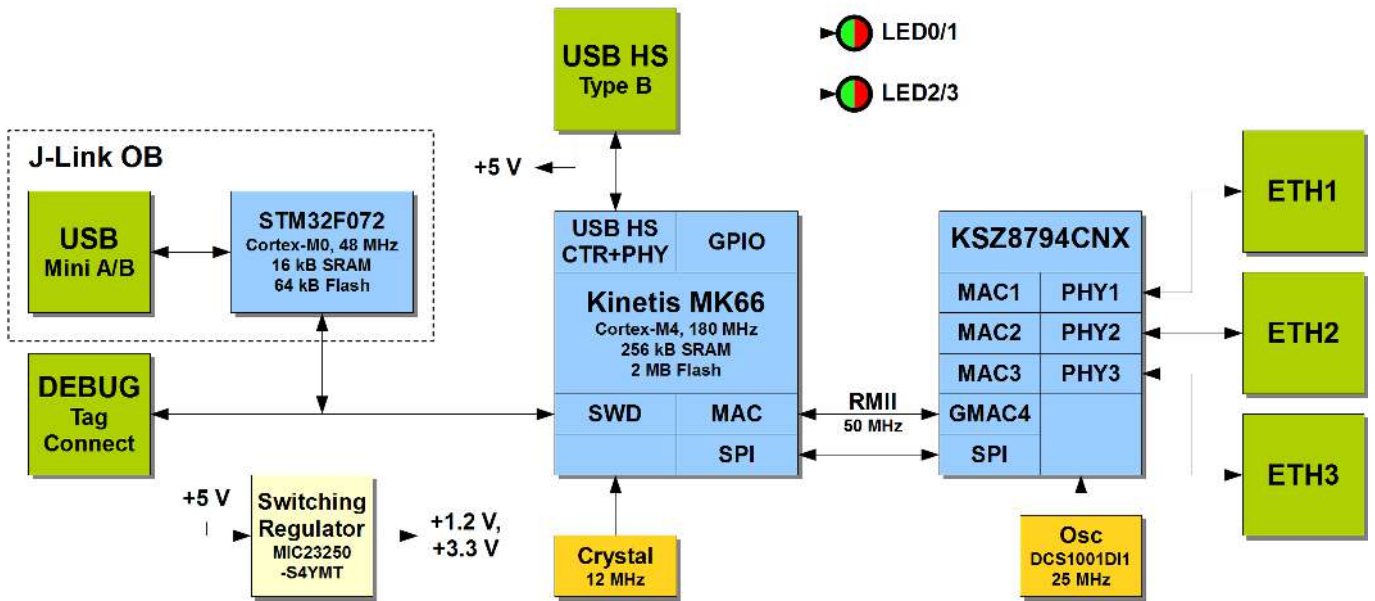 LED0/1
LED2/3
USB HS
Type B
+5 V
J-Link OB
USB
Mini A/B
STM32F072
Cortex-M0, 48 MHz
16 kB SRAM
64 kB Flash
DEBUG
Tag
Connect
USB HS
CTR+PHY
GPIO
Kinetis MK66
Cortex-M4, 180 MHz
256 kB SRAM
2 MB Flash
SWD
MAC
SPI
RMII
50 MHz
KSZ8794CNX
MAC1
PHY1
MAC2
PHY2
MAC3
PHY3
GMAC4
SPI
ETH1
ETH2
ETH3
+5 V
Switching
Regulator
MIC23250
-S4YMT
+1.2 V,
+3.3 V
Crystal
12 MHz
Osc
DCS1001DI1
25 MHz